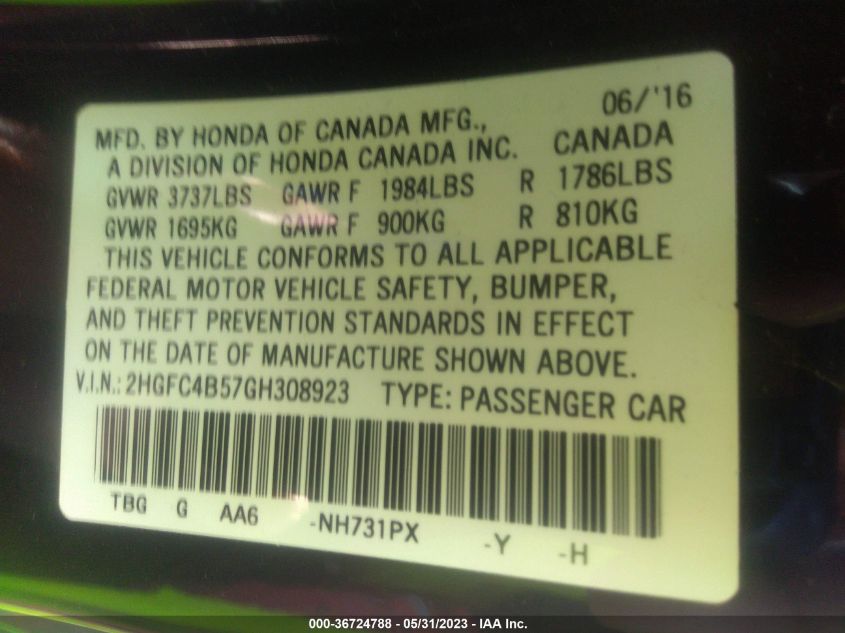 06/'16
MFD. BY HONDA OF CANADA MFG.,
A DIVISION OF HONDA CANADA INC. CANADA
GVWR 3737LBS GAWR F 1984LBS R 1786LBS
GVWR 1695KG GAWR F 900KG R 810KG
THIS VEHICLE CONFORMS TO ALL APPLICABLE
FEDERAL MOTOR VEHICLE SAFETY, BUMPER,
AND THEFT PREVENTION STANDARDS IN EFFECT
ON THE DATE OF MANUFACTURE SHOWN ABOVE.
V.I.N.: 2HGFC4B57GH308923 TYPE: PASSENGER CAR
TBG G AA6 -NH731PX -Y -H
000-36724788 - 05/31/2023 - IAA Inc.